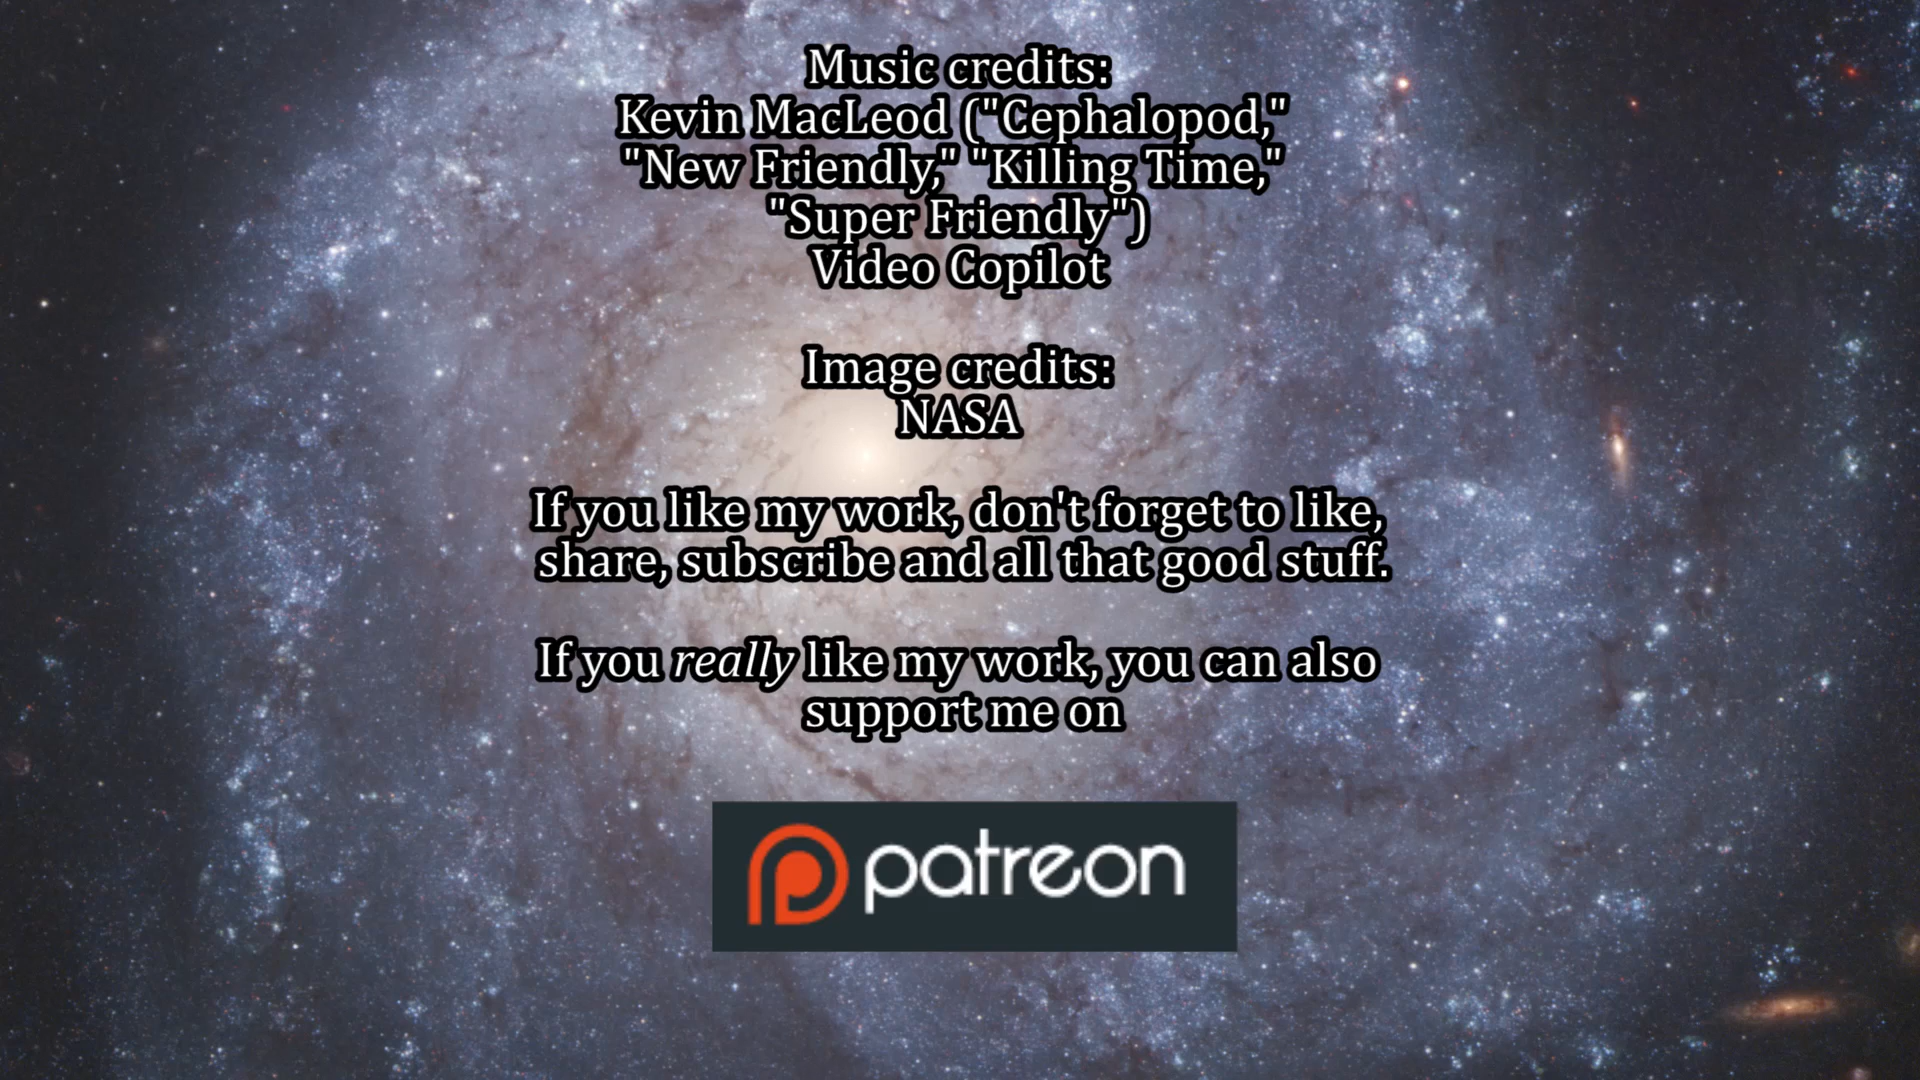 Music credits:
Kevin MacLeod ("Cephalopod,"
"New Friendly," "Killing Time,"
"Super Friendly")
Video Copilot
Image credits:
NASA
If you like my work, don't forget to like,
share, subscribe and all that good stuff.
If you really like my work, you can also
support me on
patreon